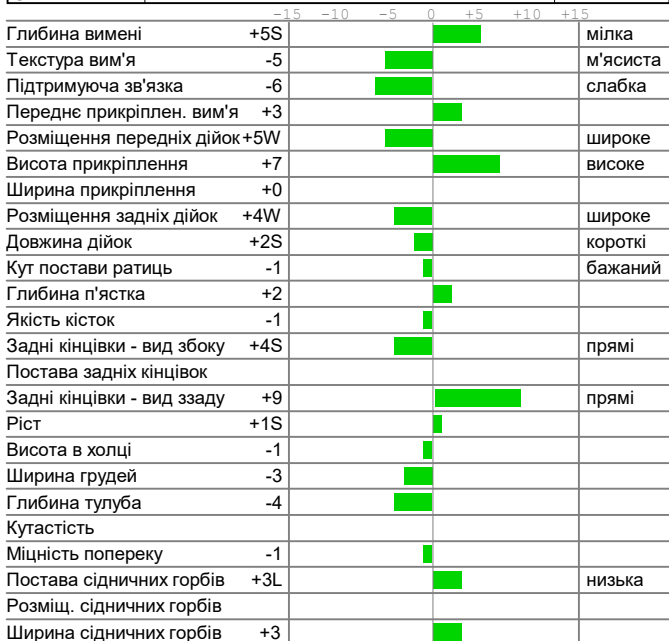 -15 -10 -5 0 +5 +10 +15
Глибина вимені +5S мілка
Текстура вим'я -5 м'ясиста
Підтримуюча зв'язка -6 слабка
Переднє прикріплен. вим'я +3
Розміщення передніх дійок +5W широке
Висота прикріплення +7 високе
Ширина прикріплення +0
Розміщення задніх дійок +4W широке
Довжина дійок +2S короткі
Кут постави ратиць -1 бажаний
Глибина п'ястка +2
Якість кісток -1
Задні кінцівки - вид збоку +4S прямі
Постава задніх кінцівок
Задні кінцівки - вид ззаду +9 прямі
Ріст +1S
Висота в холці -1
Ширина грудей -3
Глибина тулуба -4
Кутастість
Міцність попереку -1
Постава сідничних горбів +3L низька
Розміщ. сідничних горбів
Ширина сідничних горбів +3